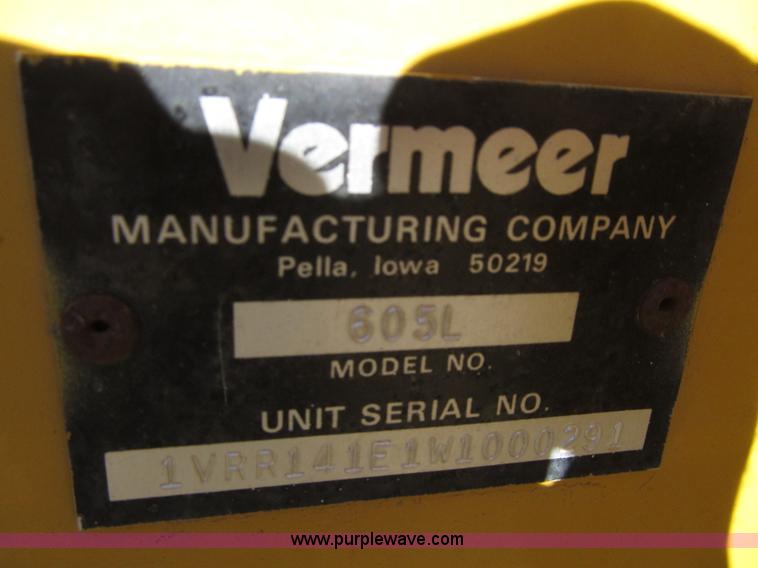 Vermeer
MANUFACTURING COMPANY
Pella, Iowa 50219
605L
MODEL NO.
UNIT SERIAL NO.
1VRR141E1W1000291
www.purplewave.com